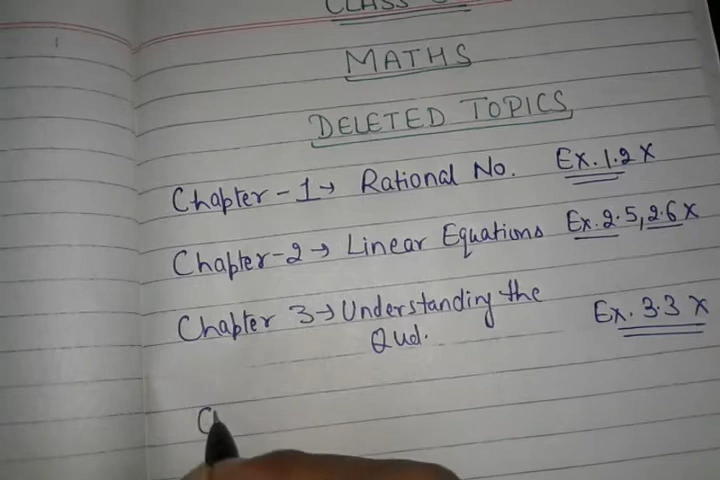 CLASS
MATHS
DELETED TOPICS
Chapter-1→ Rational No. Ex. 1.2 X
Chapter-2→ Linear Equations Ex. 2.5, 2.6 X
Chapter 3→ Understanding the
Qud. Ex. 3.3 X
C